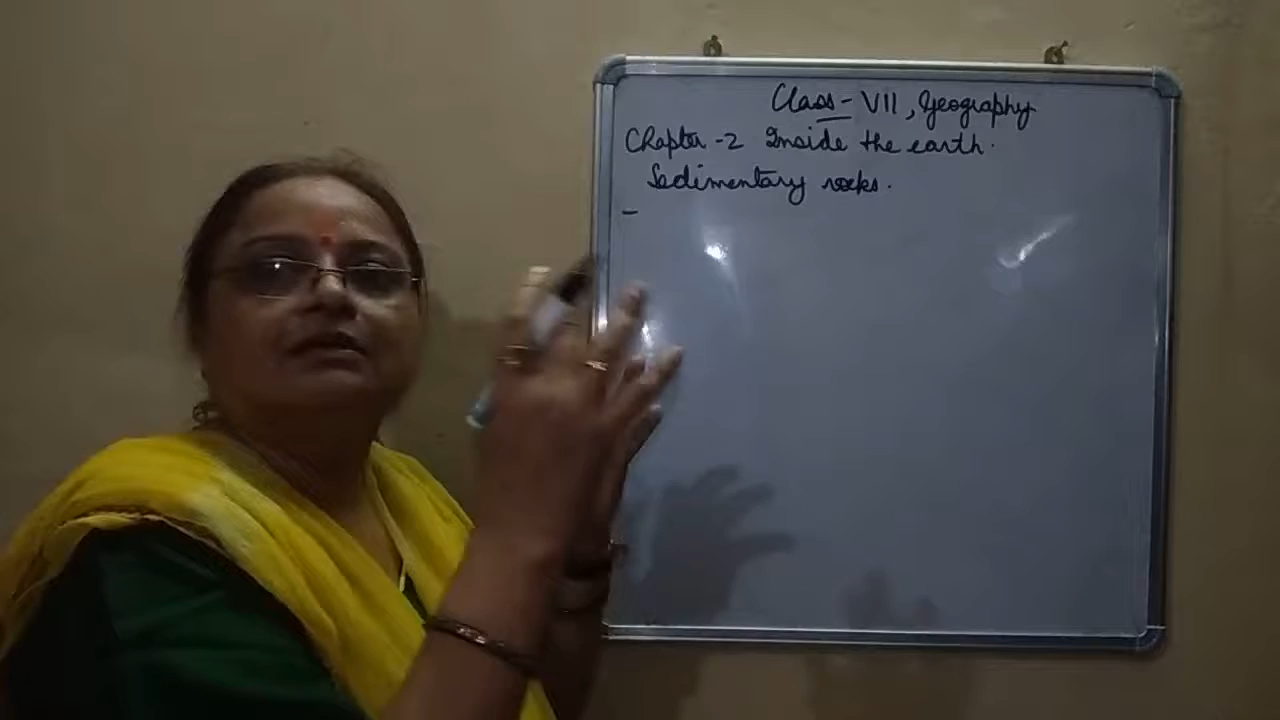 Class - VII, Geography
Chapter - 2 Inside the earth.
Sedimentary rocks.
-